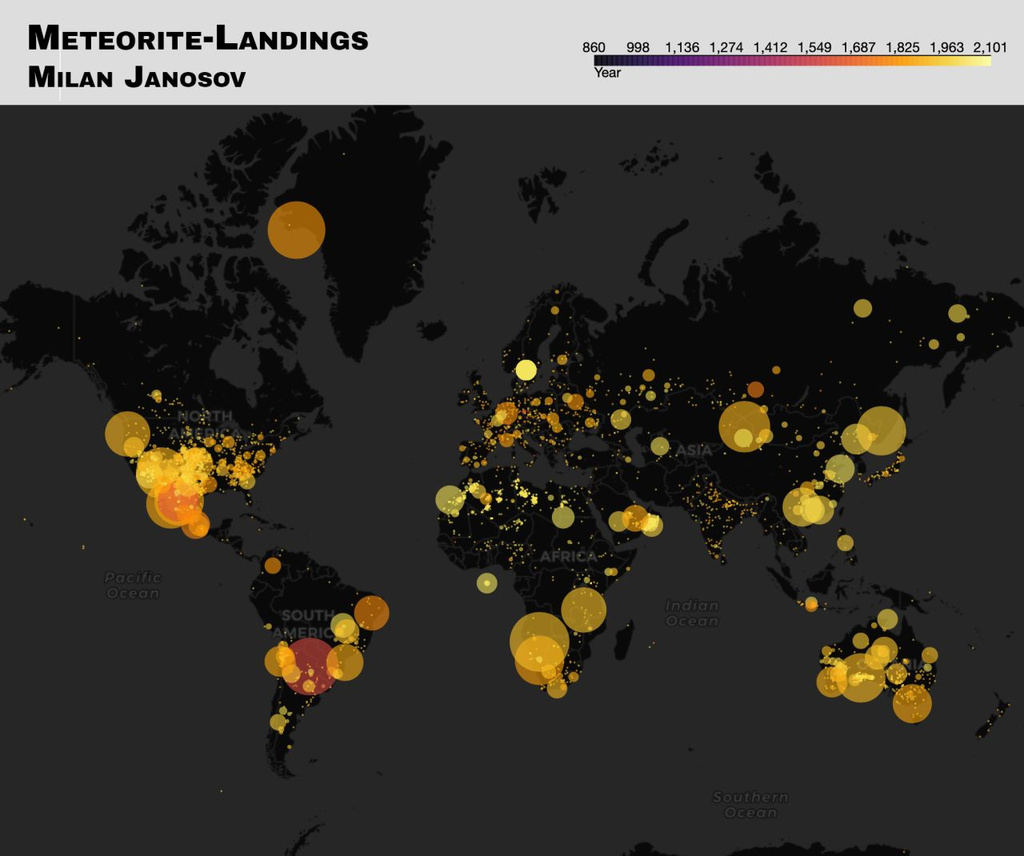 Meteorite-Landings
Milan Janosov
860 998 1,136 1,274 1,412 1,549 1,687 1,825 1,963 2,101
Year
NORTH
AMERICA
ASIA
AFRICA
Pacific
Ocean
Indian
Ocean
SOUTH
AMERICA
Southern
Ocean